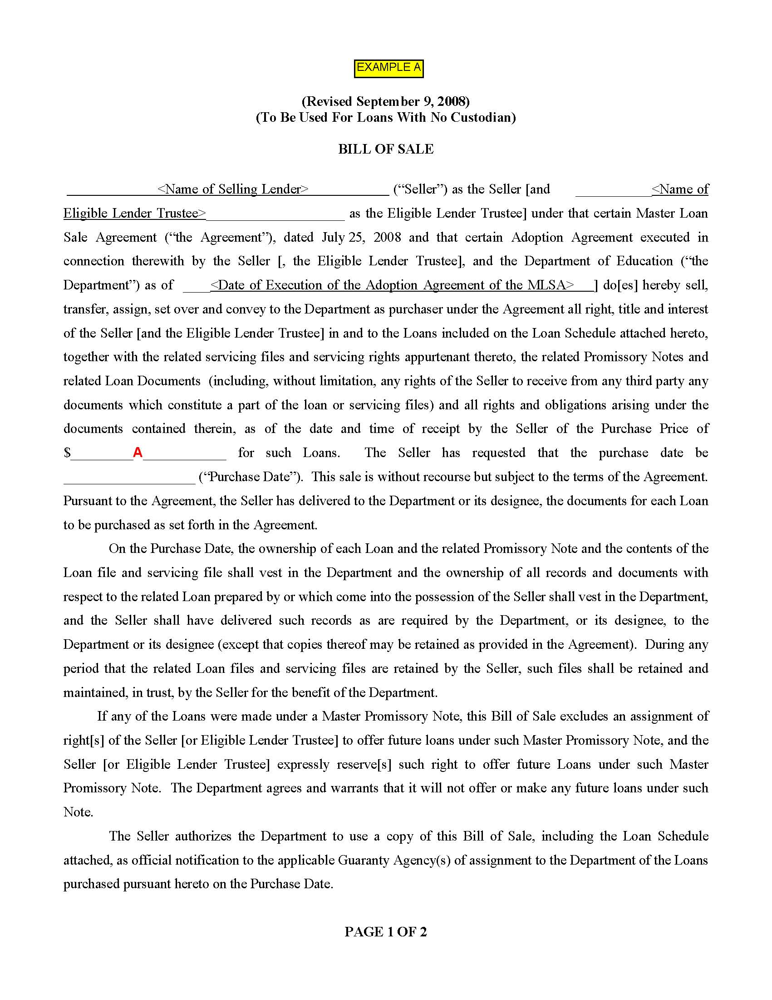 EXAMPLE A
(Revised September 9, 2008)
(To Be Used For Loans With No Custodian)
BILL OF SALE
____________<Name of Selling Lender>___________ (“Seller”) as the Seller [and ___________<Name of
Eligible Lender Trustee>____________________ as the Eligible Lender Trustee] under that certain Master Loan
Sale Agreement (“the Agreement”), dated July 25, 2008 and that certain Adoption Agreement executed in
connection therewith by the Seller [, the Eligible Lender Trustee], and the Department of Education (“the
Department”) as of ____<Date of Execution of the Adoption Agreement of the MLSA>___] do[es] hereby sell,
transfer, assign, set over and convey to the Department as purchaser under the Agreement all right, title and interest
of the Seller [and the Eligible Lender Trustee] in and to the Loans included on the Loan Schedule attached hereto,
together with the related servicing files and servicing rights appurtenant thereto, the related Promissory Notes and
related Loan Documents (including, without limitation, any rights of the Seller to receive from any third party any
documents which constitute a part of the loan or servicing files) and all rights and obligations arising under the
documents contained therein, as of the date and time of receipt by the Seller of the Purchase Price of
$_________A____________ for such Loans. The Seller has requested that the purchase date be
___________________ (“Purchase Date”). This sale is without recourse but subject to the terms of the Agreement.
Pursuant to the Agreement, the Seller has delivered to the Department or its designee, the documents for each Loan
to be purchased as set forth in the Agreement.
On the Purchase Date, the ownership of each Loan and the related Promissory Note and the contents of the
Loan file and servicing file shall vest in the Department and the ownership of all records and documents with
respect to the related Loan prepared by or which come into the possession of the Seller shall vest in the Department,
and the Seller shall have delivered such records as are required by the Department, or its designee, to the
Department or its designee (except that copies thereof may be retained as provided in the Agreement). During any
period that the related Loan files and servicing files are retained by the Seller, such files shall be retained and
maintained, in trust, by the Seller for the benefit of the Department.
If any of the Loans were made under a Master Promissory Note, this Bill of Sale excludes an assignment of
right[s] of the Seller [or Eligible Lender Trustee] to offer future loans under such Master Promissory Note, and the
Seller [or Eligible Lender Trustee] expressly reserve[s] such right to offer future Loans under such Master
Promissory Note. The Department agrees and warrants that it will not offer or make any future loans under such
Note.
The Seller authorizes the Department to use a copy of this Bill of Sale, including the Loan Schedule
attached, as official notification to the applicable Guaranty Agency(s) of assignment to the Department of the Loans
purchased pursuant hereto on the Purchase Date.
PAGE 1 OF 2